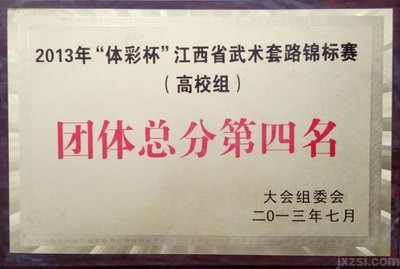 2013年“体彩杯”江西省武术套路锦标赛
（高校组）
团体总分第四名
大会组委会
二0一三年七月
jxzsi.com